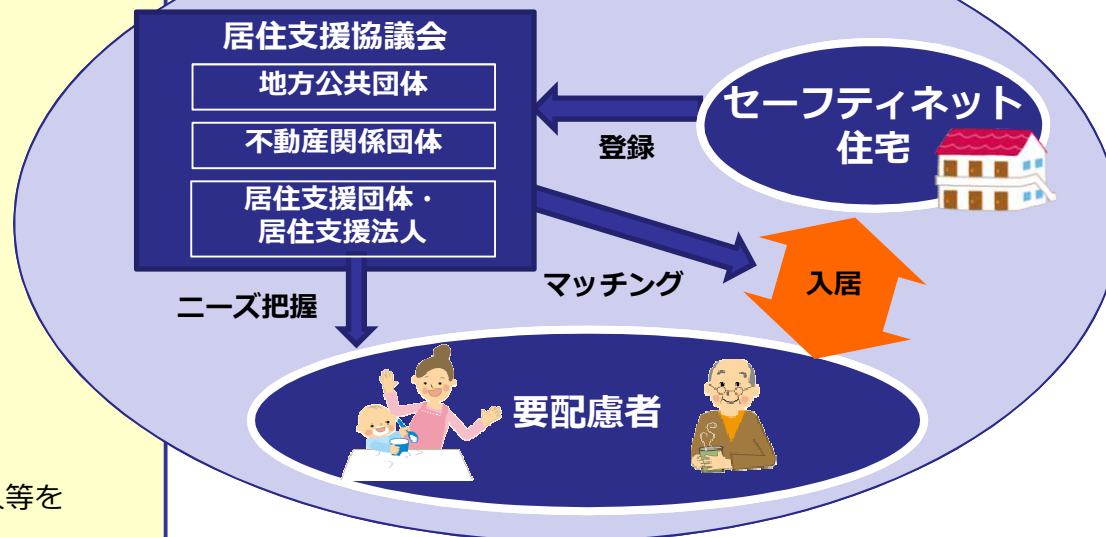 居住支援協議会
地方公共団体
不動産関係団体
居住支援団体・
居住支援法人
セーフティネット
住宅
登録
マッチング
入居
ニーズ把握
要配慮者
等を